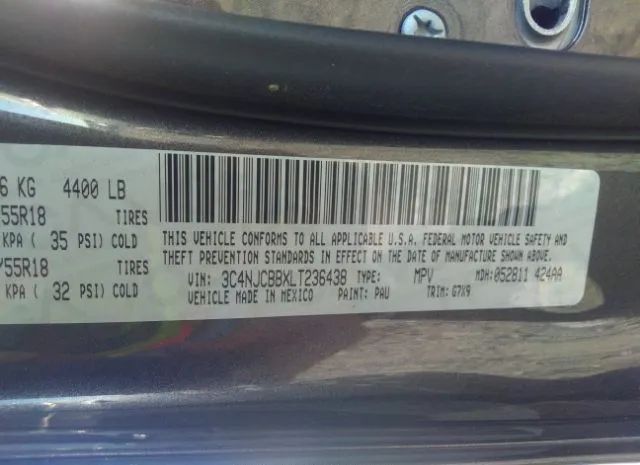 6 KG 4400 LB
55R18 TIRES
KPA ( 35 PSI) COLD
55R18 TIRES
KPA ( 32 PSI) COLD
THIS VEHICLE CONFORMS TO ALL APPLICABLE U.S.A. FEDERAL MOTOR VEHICLE SAFETY AND
THEFT PREVENTION STANDARDS IN EFFECT ON THE DATE OF MANUFACTURE SHOWN ABOVE.
VIN: 3C4NJCBBXLT236438 TYPE: MPV MDH: 052811 424AA
VEHICLE MADE IN MEXICO PAINT: PAU TRIM: G7X9